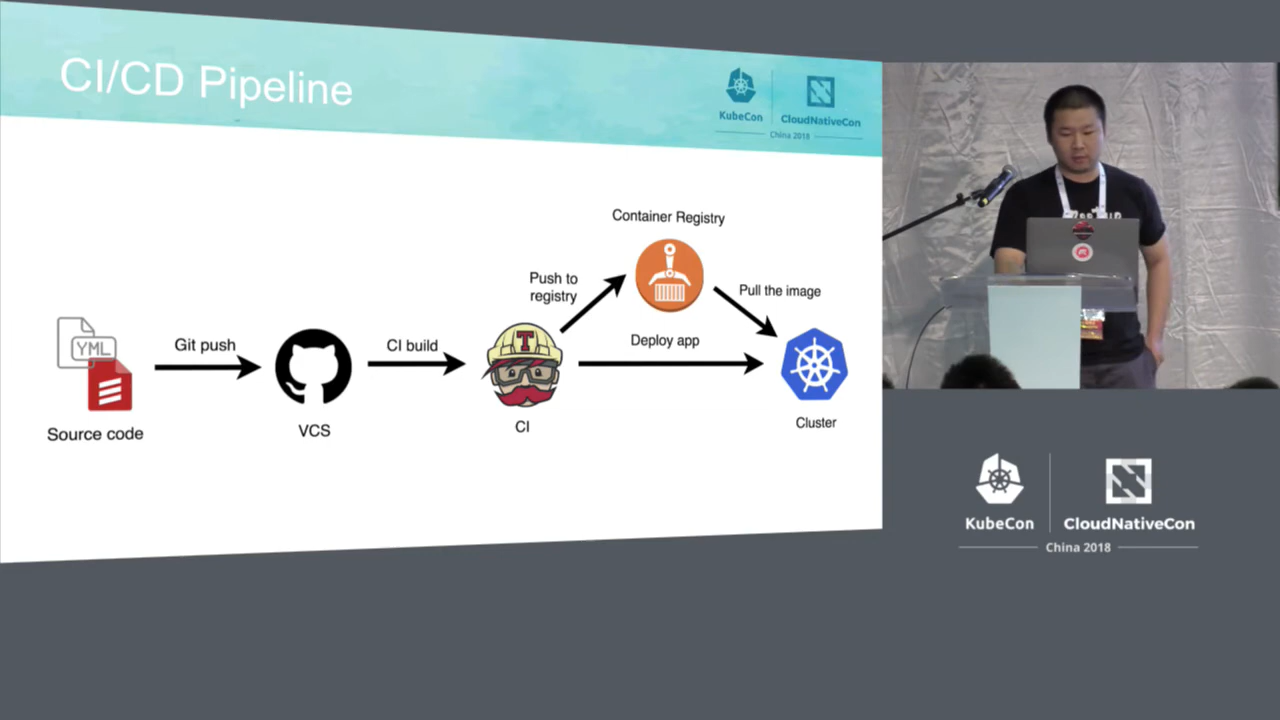 CI/CD Pipeline
KubeCon
CloudNativeCon
China 2018
Container Registry
Push to
registry
Pull the image
YML
Git push
CI build
T
Deploy app
Source code
VCS
CI
Cluster
KubeCon
CloudNativeCon
China 2018